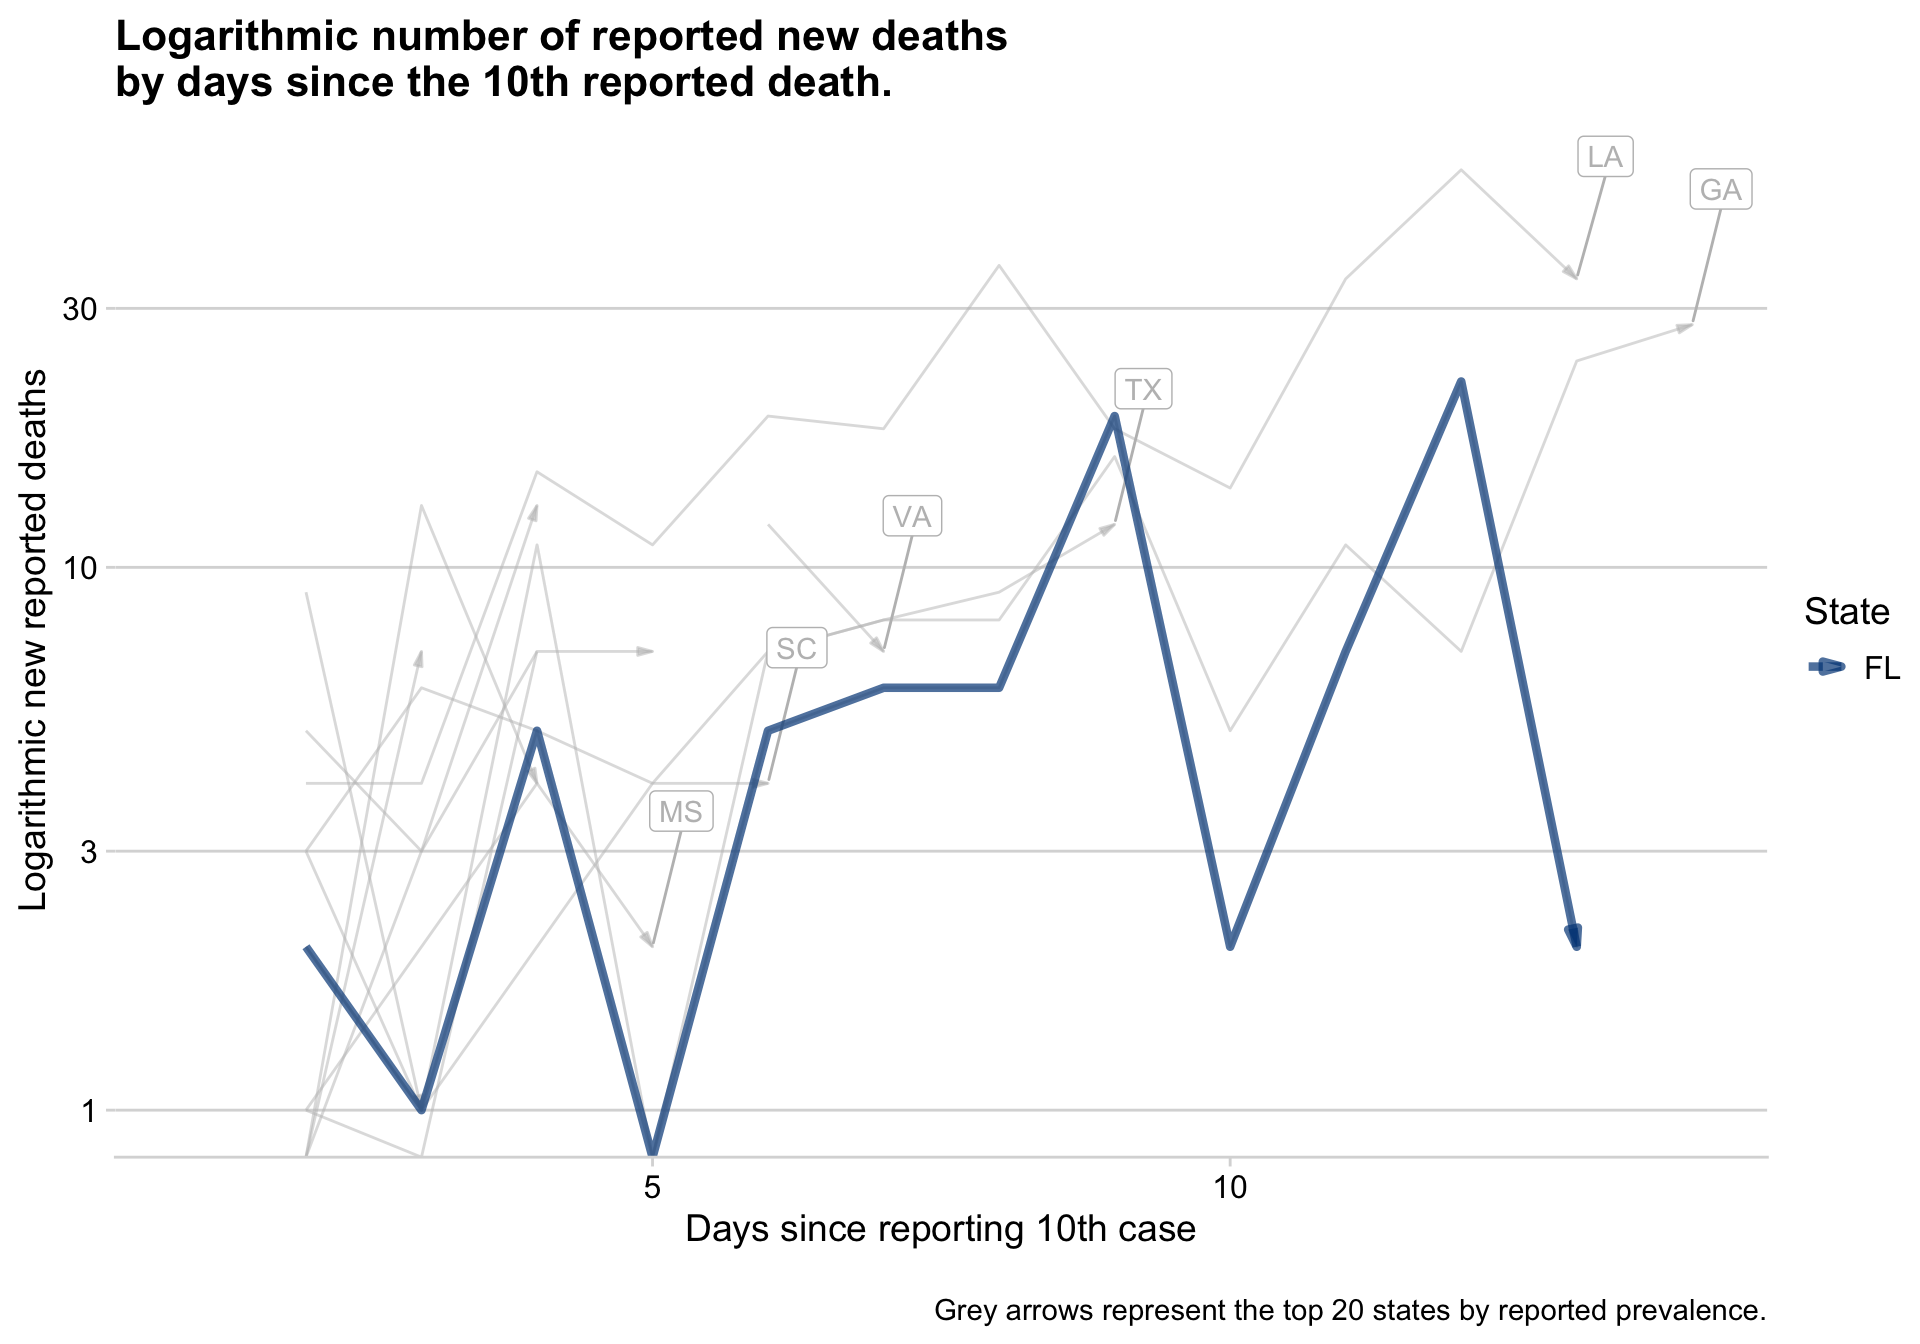 Logarithmic number of reported new deaths
by days since the 10th reported death.
LA
GA
30
TX
VA
10
SC
MS
3
1
5
10
Logarithmic new reported deaths
Days since reporting 10th case
State
FL
Grey arrows represent the top 20 states by reported prevalence.